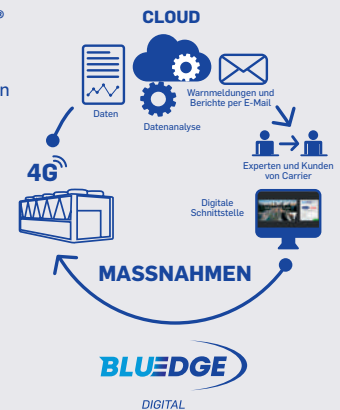 ®
n
CLOUD
Daten
Datenanalyse
Warnmeldungen und
Berichte per E-Mail
Experten und Kunden
von Carrier
4G
Digitale
Schnittstelle
MASSNAHMEN
BLUEDGE
DIGITAL